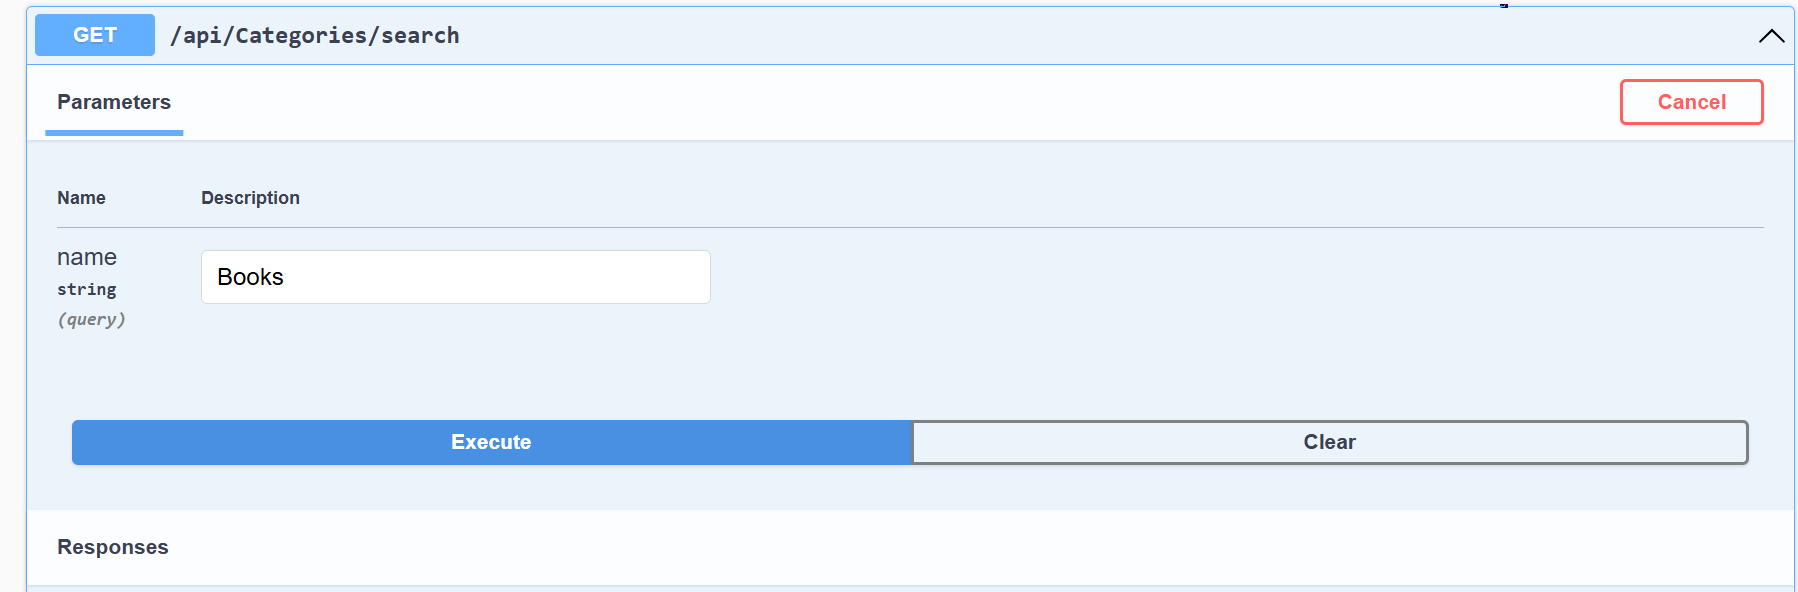 GET /api/Categories/search
Parameters
Cancel
Name Description
name
Books
string
(query)
Execute Clear
Responses